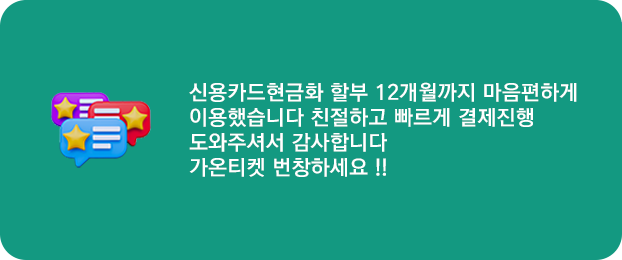 신용카드현금화 할부 12개월까지 마음편하게
이용했습니다 친절하고 빠르게 결제진행
도와주셔서 감사합니다
가온티켓 번창하세요 !!